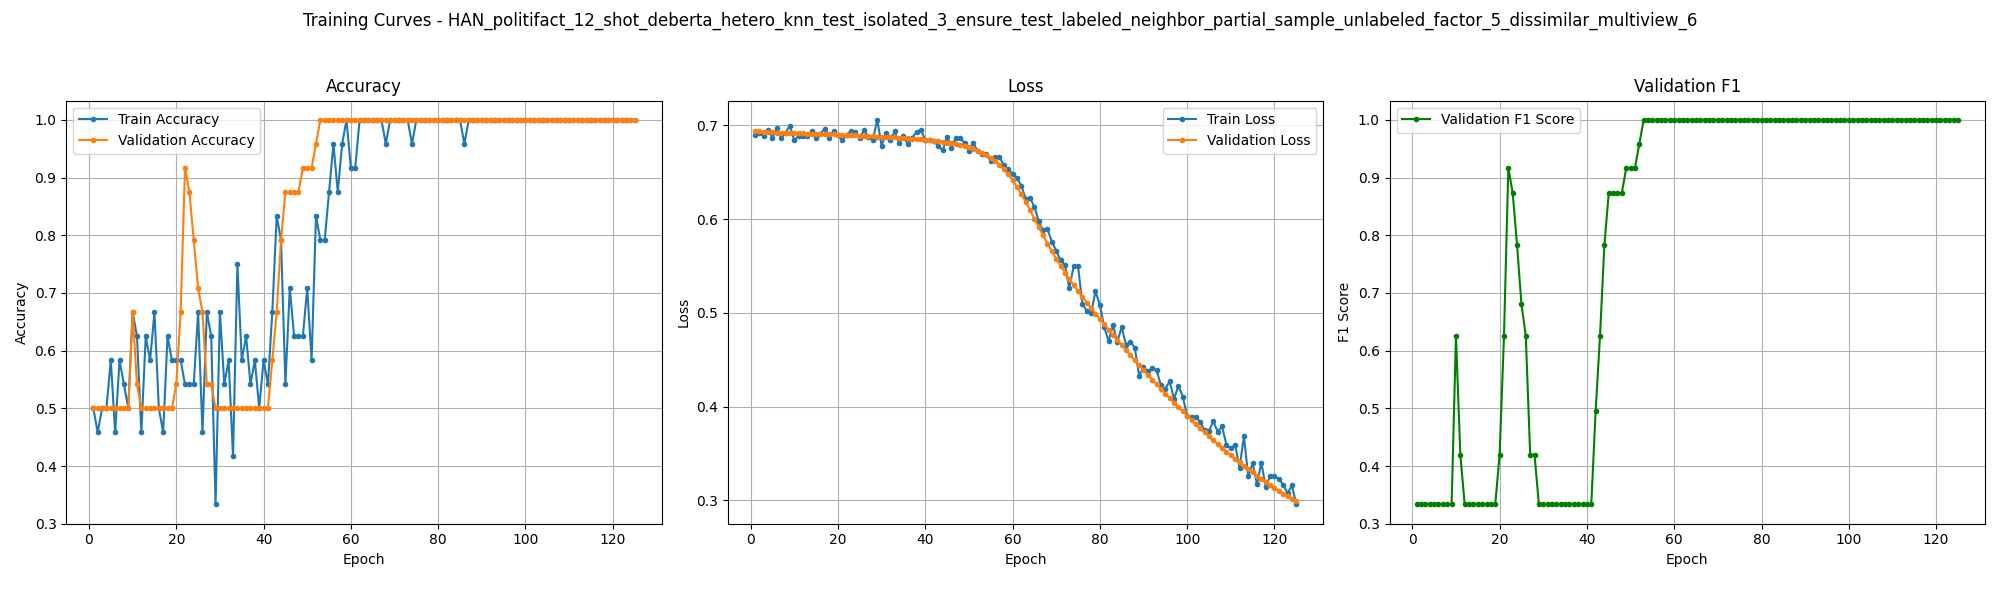 Training Curves - HAN_politifact_12_shot_deberta_hetero_knn_test_isolated_3_ensure_test_labeled_neighbor_partial_sample_unlabeled_factor_5_dissimilar_multiview_6
Accuracy
Train Accuracy
Validation Accuracy
Accuracy
1.0
0.9
0.8
0.7
0.6
0.5
0.4
0.3
0 20 40 60 80 100 120
Epoch
Loss
Train Loss
Validation Loss
Loss
0.7
0.6
0.5
0.4
0.3
0 20 40 60 80 100 120
Epoch
Validation F1
Validation F1 Score
F1 Score
1.0
0.9
0.8
0.7
0.6
0.5
0.4
0.3
0 20 40 60 80 100 120
Epoch